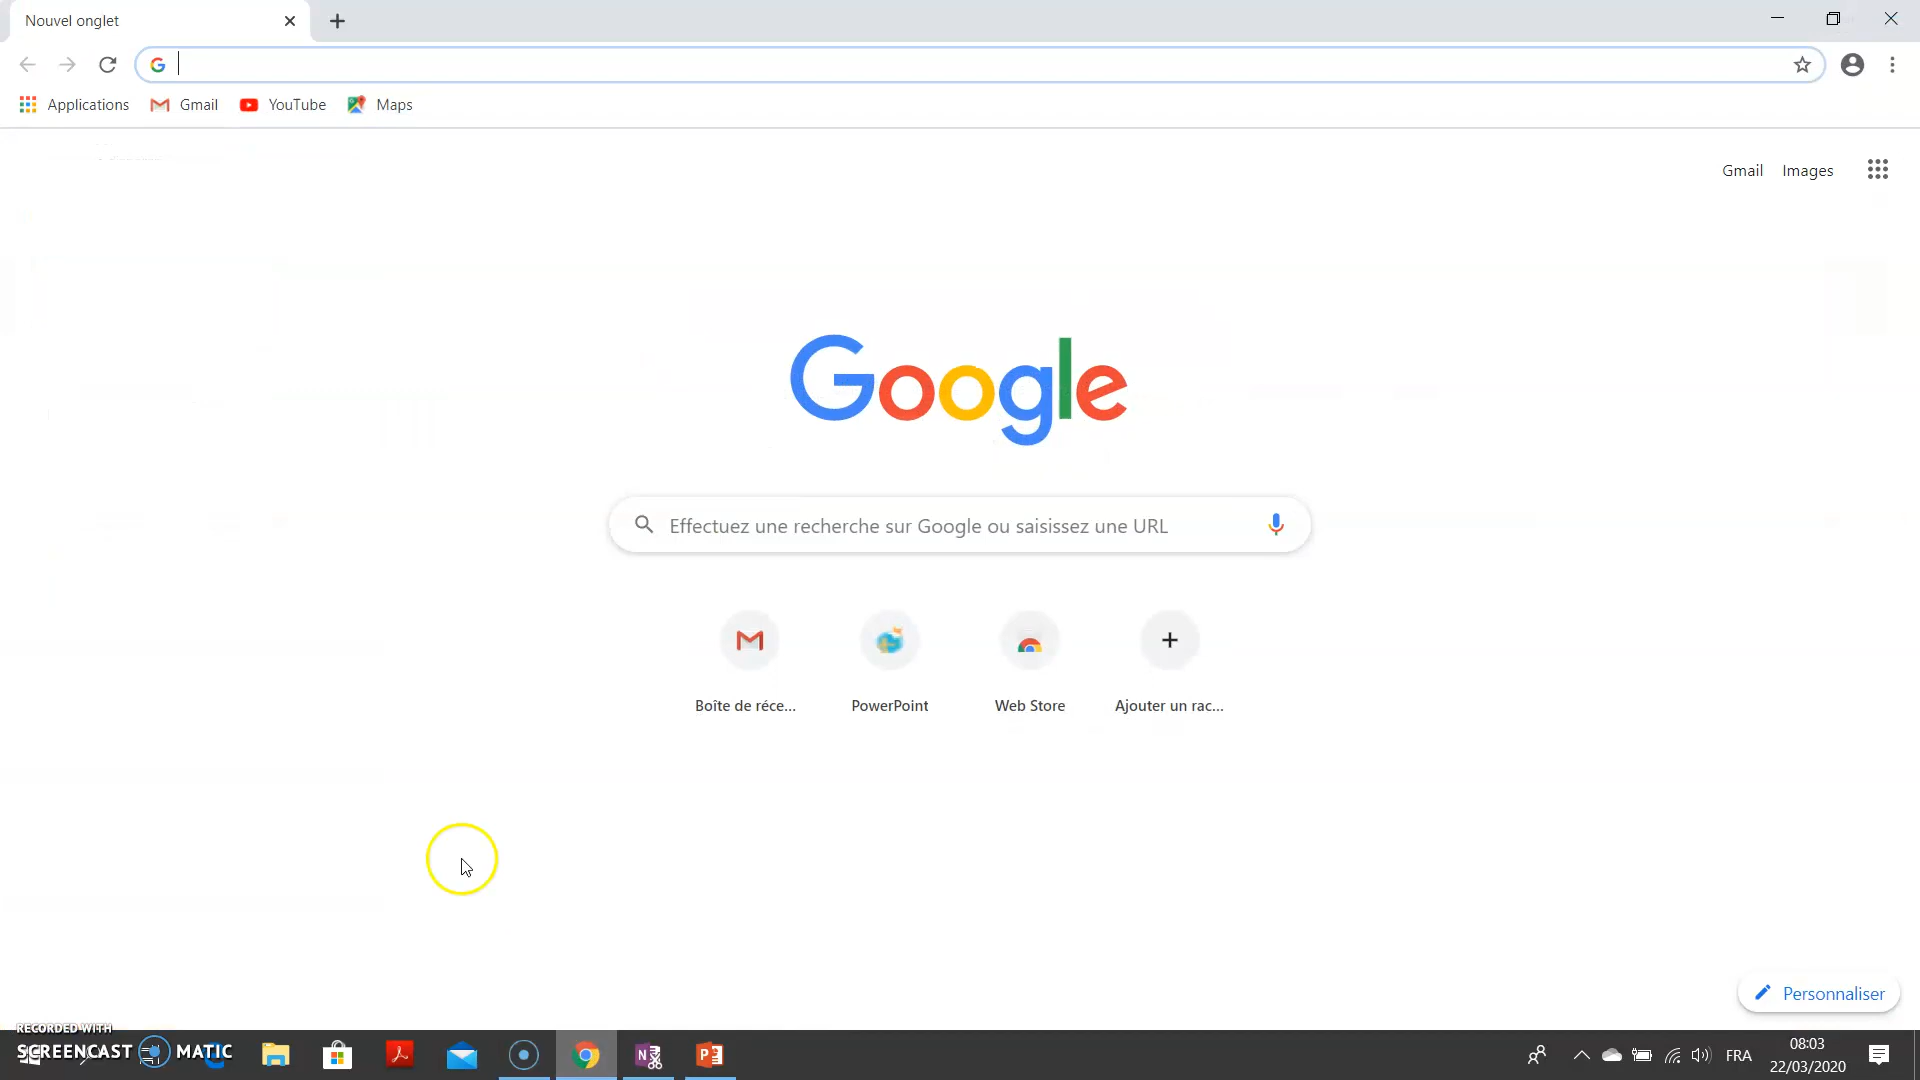 Nouvel onglet
Applications Gmail YouTube Maps
Gmail Images
Google
Effectuez une recherche sur Google ou saisissez une URL
Boîte de réce... PowerPoint Web Store Ajouter un rac...
Personnaliser
RECORDED WITH
SCREENCAST MATIC
FRA
08:03
22/03/2020